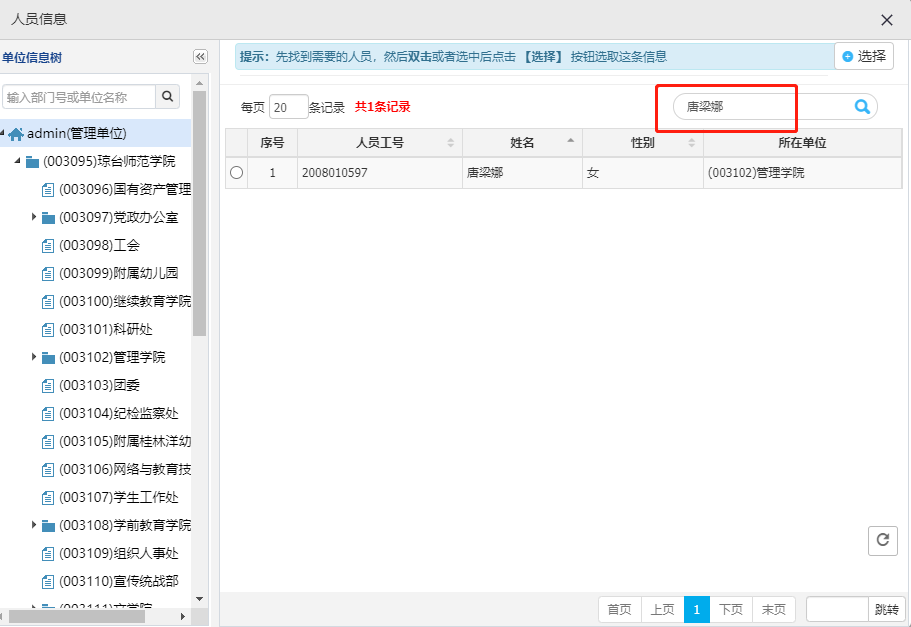 人员信息
单位信息树
提示：先找到需要的人员，然后双击或者选中后点击 【选择】 按钮选取这条信息
选择
输入部门号或单位名称
每页 20 条记录 共1条记录
唐梁娜
admin(管理单位)
(003095)琼台师范学院
(003096)国有资产管理
(003097)党政办公室
(003098)工会
(003099)附属幼儿园
(003100)继续教育学院
(003101)科研处
(003102)管理学院
(003103)团委
(003104)纪检监察处
(003105)附属桂林洋幼
(003106)网络与教育技
(003107)学生工作处
(003108)学前教育学院
(003109)组织人事处
(003110)宣传统战部
(003111)文学院
序号 人员工号 姓名 性别 所在单位
1 2008010597 唐梁娜 女 (003102)管理学院
首页 上页 1 下页 末页 跳转